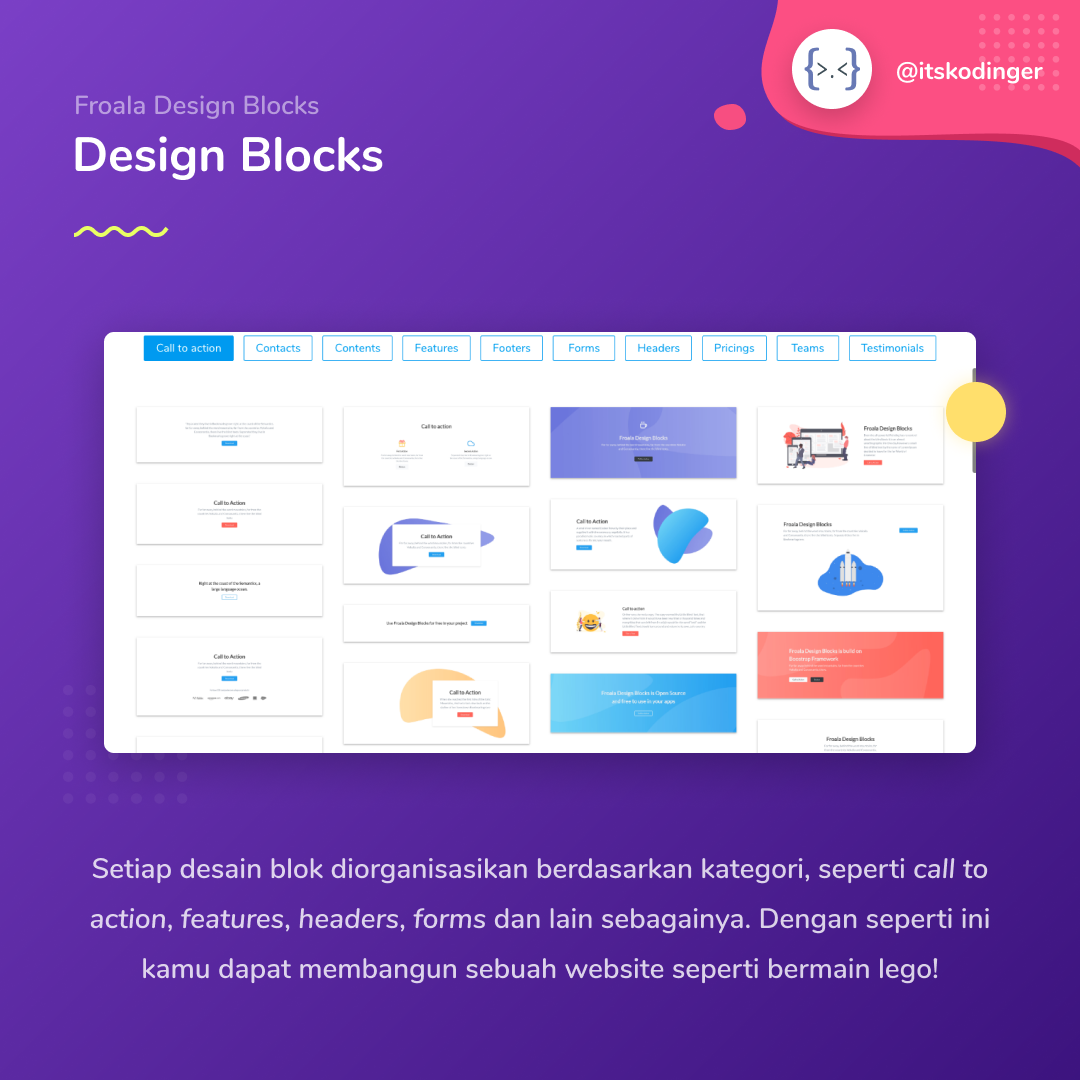 {>.<}
@itskodinger
Froala Design Blocks
Design Blocks
Call to action
Contacts
Contents
Features
Footers
Forms
Headers
Pricings
Teams
Testimonials
Call to Action
Right at the coast of the Semantics, a
large language ocean.
Call to Action
Call to action
Call to Action
Use Froala Design Blocks for free in your project.
Call to Action
Froala Design Blocks
Call to Action
Call to action
Froala Design Blocks is Open Source
and free to use in your apps
Froala Design Blocks
Froala Design Blocks
Froala Design Blocks is build on
Bootstrap Framework
Froala Design Blocks
Setiap desain blok diorganisasikan berdasarkan kategori, seperti call to
action, features, headers, forms dan lain sebagainya. Dengan seperti ini
kamu dapat membangun sebuah website seperti bermain lego!